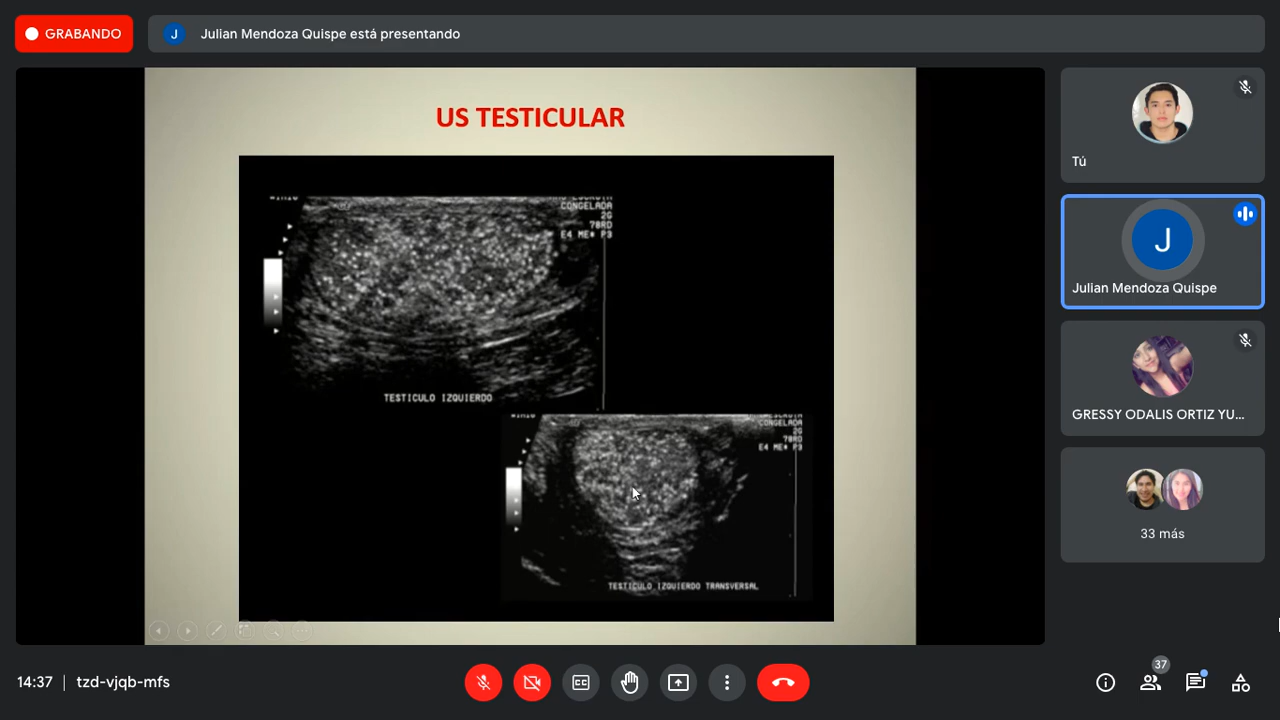 GRABANDO
J
Julian Mendoza Quispe está presentando
US TESTICULAR
CONGELADA
2G
78RD
E4 ME* P3
TESTICULO IZQUIERDO
CONGELADA
2G
78RD
E4 ME* P3
TESTICULO IZQUIERDO TRANSVERSAL
Tú
J
Julian Mendoza Quispe
GRESSY ODALIS ORTIZ YU...
33 más
14:37
tzd-vjqb-mfs
CC
37